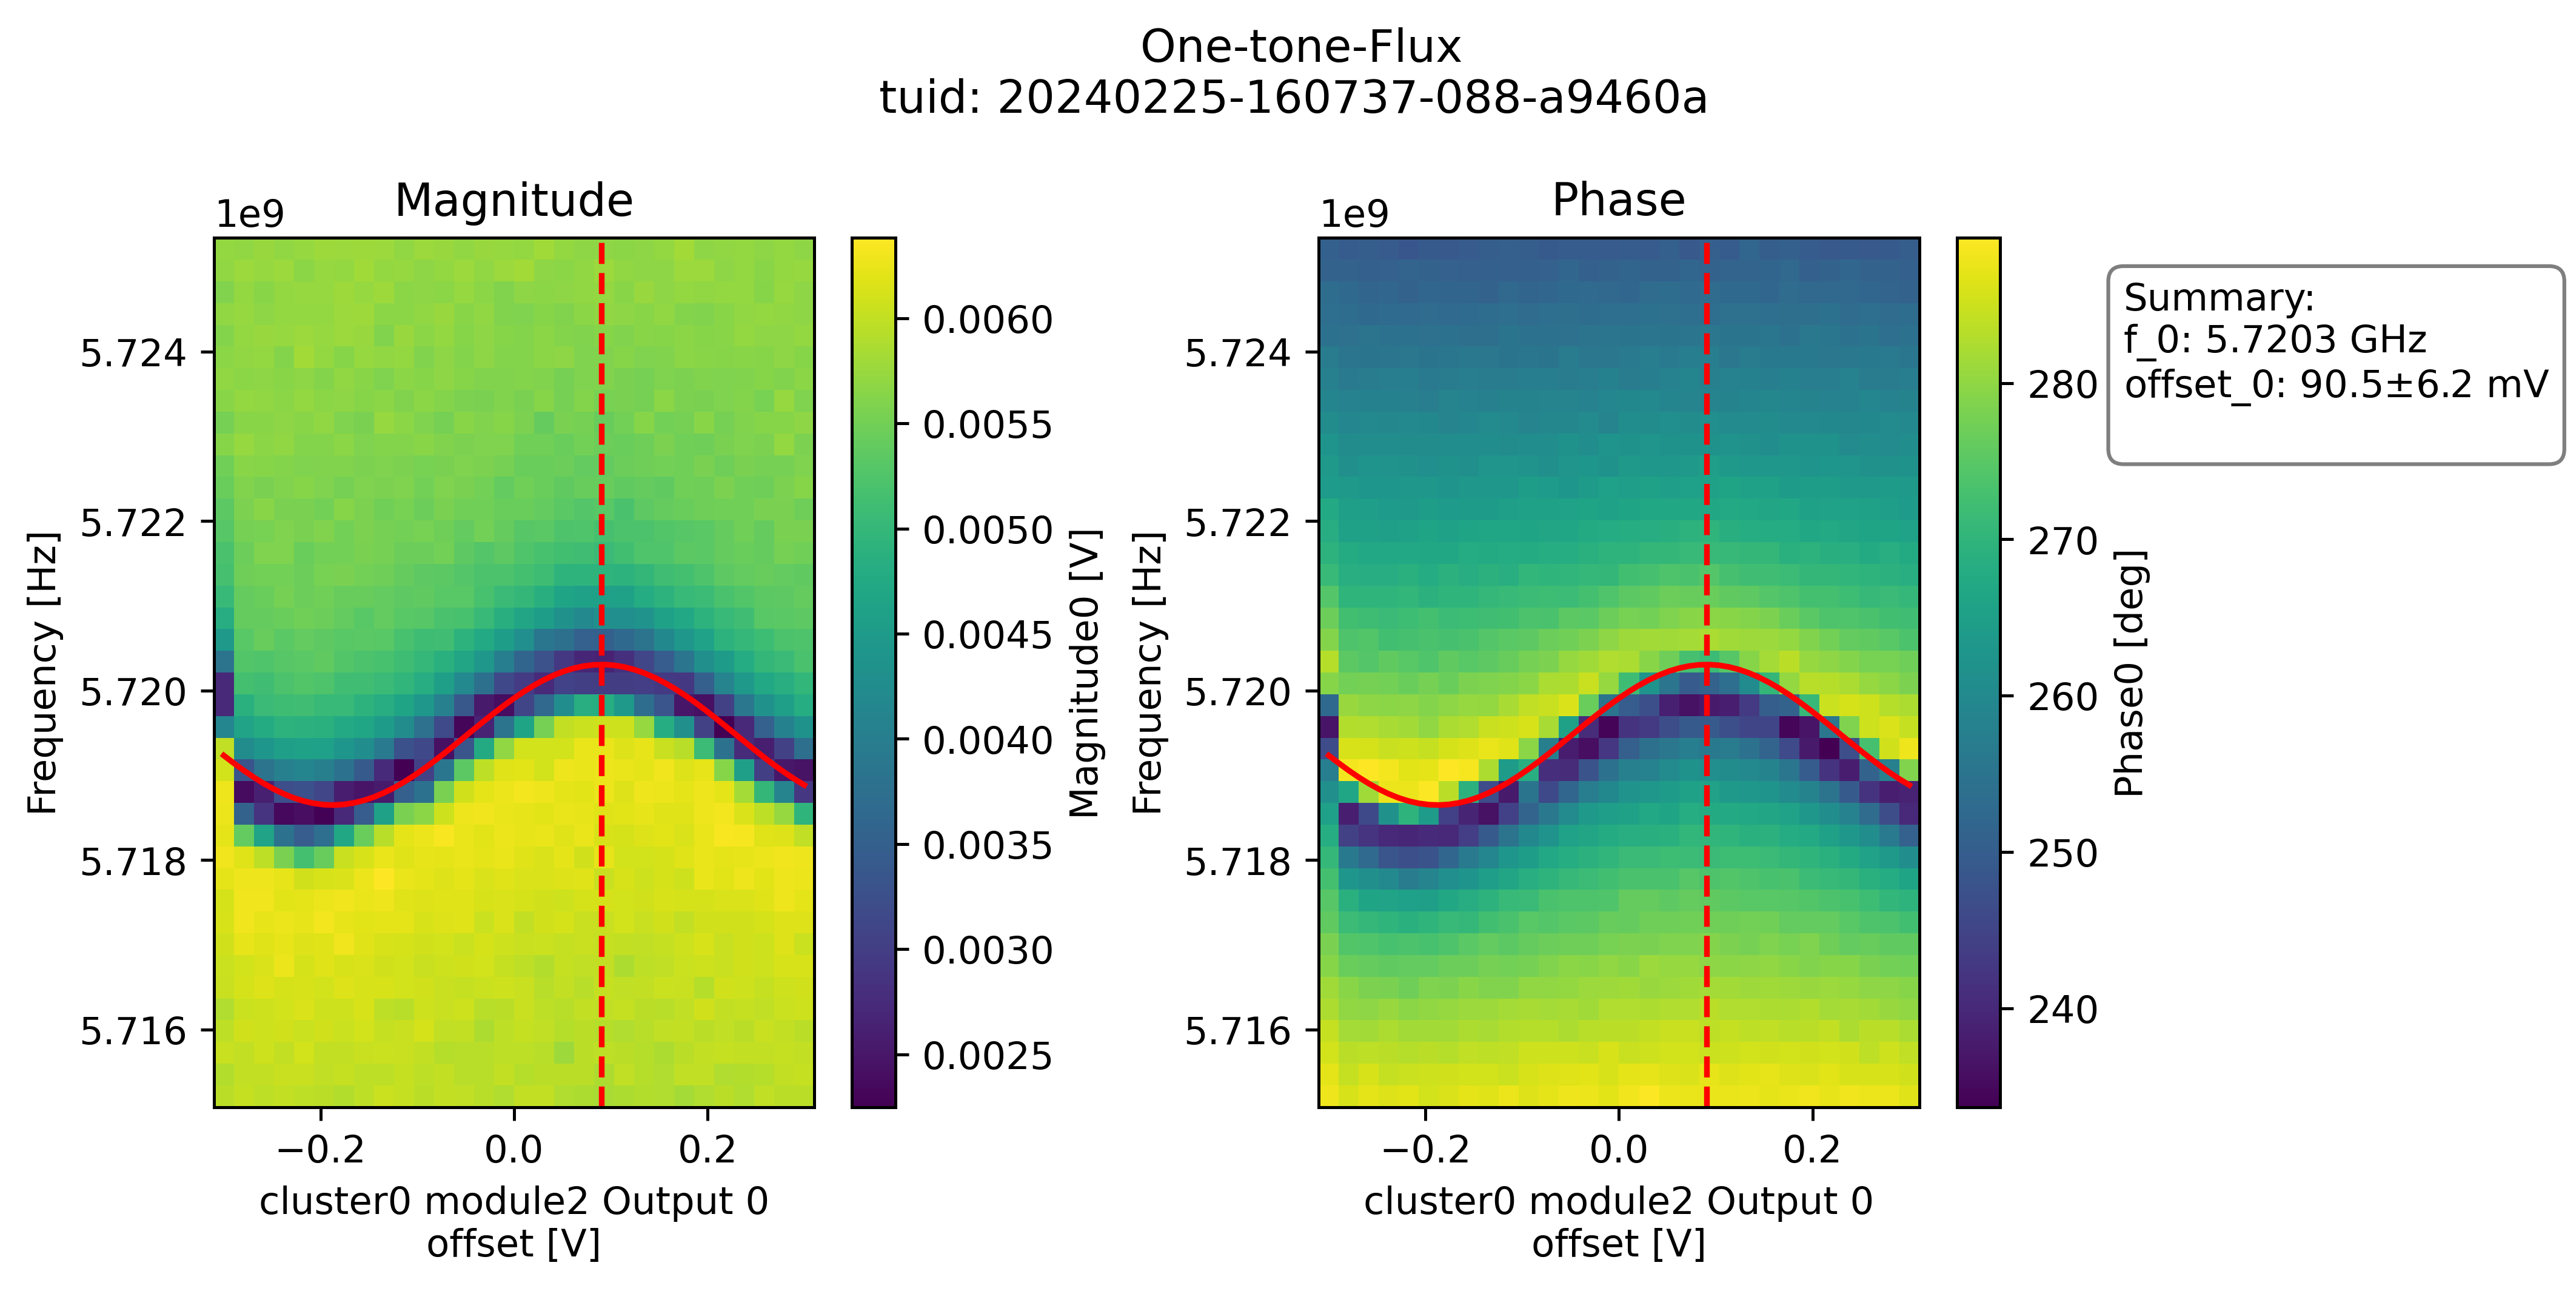 One-tone-Flux
tuid: 20240225-160737-088-a9460a
Magnitude
1e9
5.724
5.722
5.720
5.718
5.716
Frequency [Hz]
−0.2
0.0
0.2
cluster0 module2 Output 0
offset [V]
0.0060
0.0055
0.0050
0.0045
0.0040
0.0035
0.0030
0.0025
Magnitude0 [V]
Phase
1e9
5.724
5.722
5.720
5.718
5.716
Frequency [Hz]
−0.2
0.0
0.2
cluster0 module2 Output 0
offset [V]
280
270
260
250
240
Phase0 [deg]
Summary:
f_0: 5.7203 GHz
offset_0: 90.5±6.2 mV